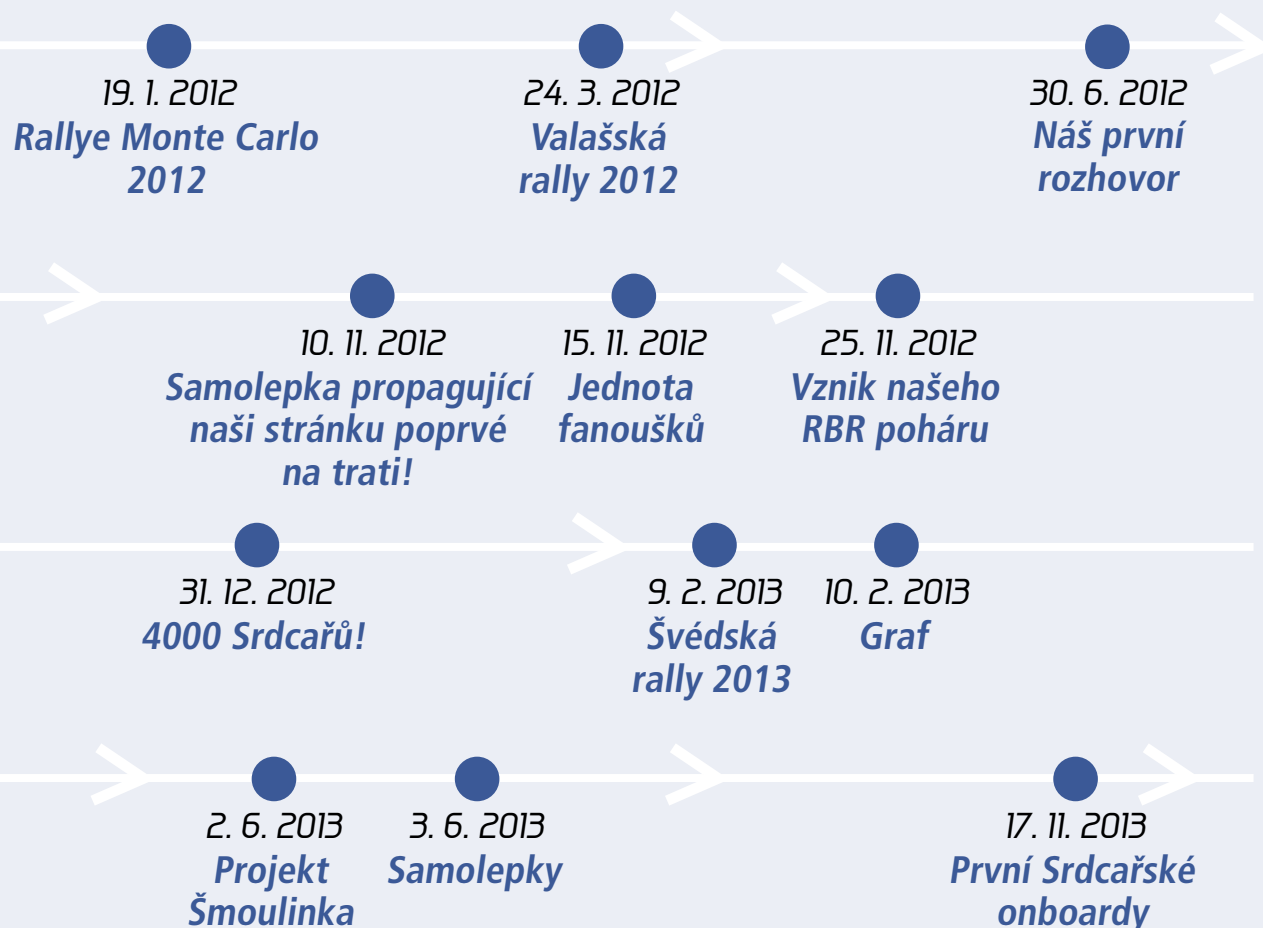 19. 1. 2012
Rallye Monte Carlo
2012
24. 3. 2012
Valašská
rally 2012
30. 6. 2012
Náš první
rozhovor
10. 11. 2012
Samolepka propagující
naši stránku poprvé
na trati!
15. 11. 2012
Jednota
fanoušků
25. 11. 2012
Vznik našeho
RBR poháru
31. 12. 2012
4000 Srdcařů!
9. 2. 2013
Švédská
rally 2013
10. 2. 2013
Graf
2. 6. 2013
Projekt
Šmoulinka
3. 6. 2013
Samolepky
17. 11. 2013
První Srdcařské
onboardy